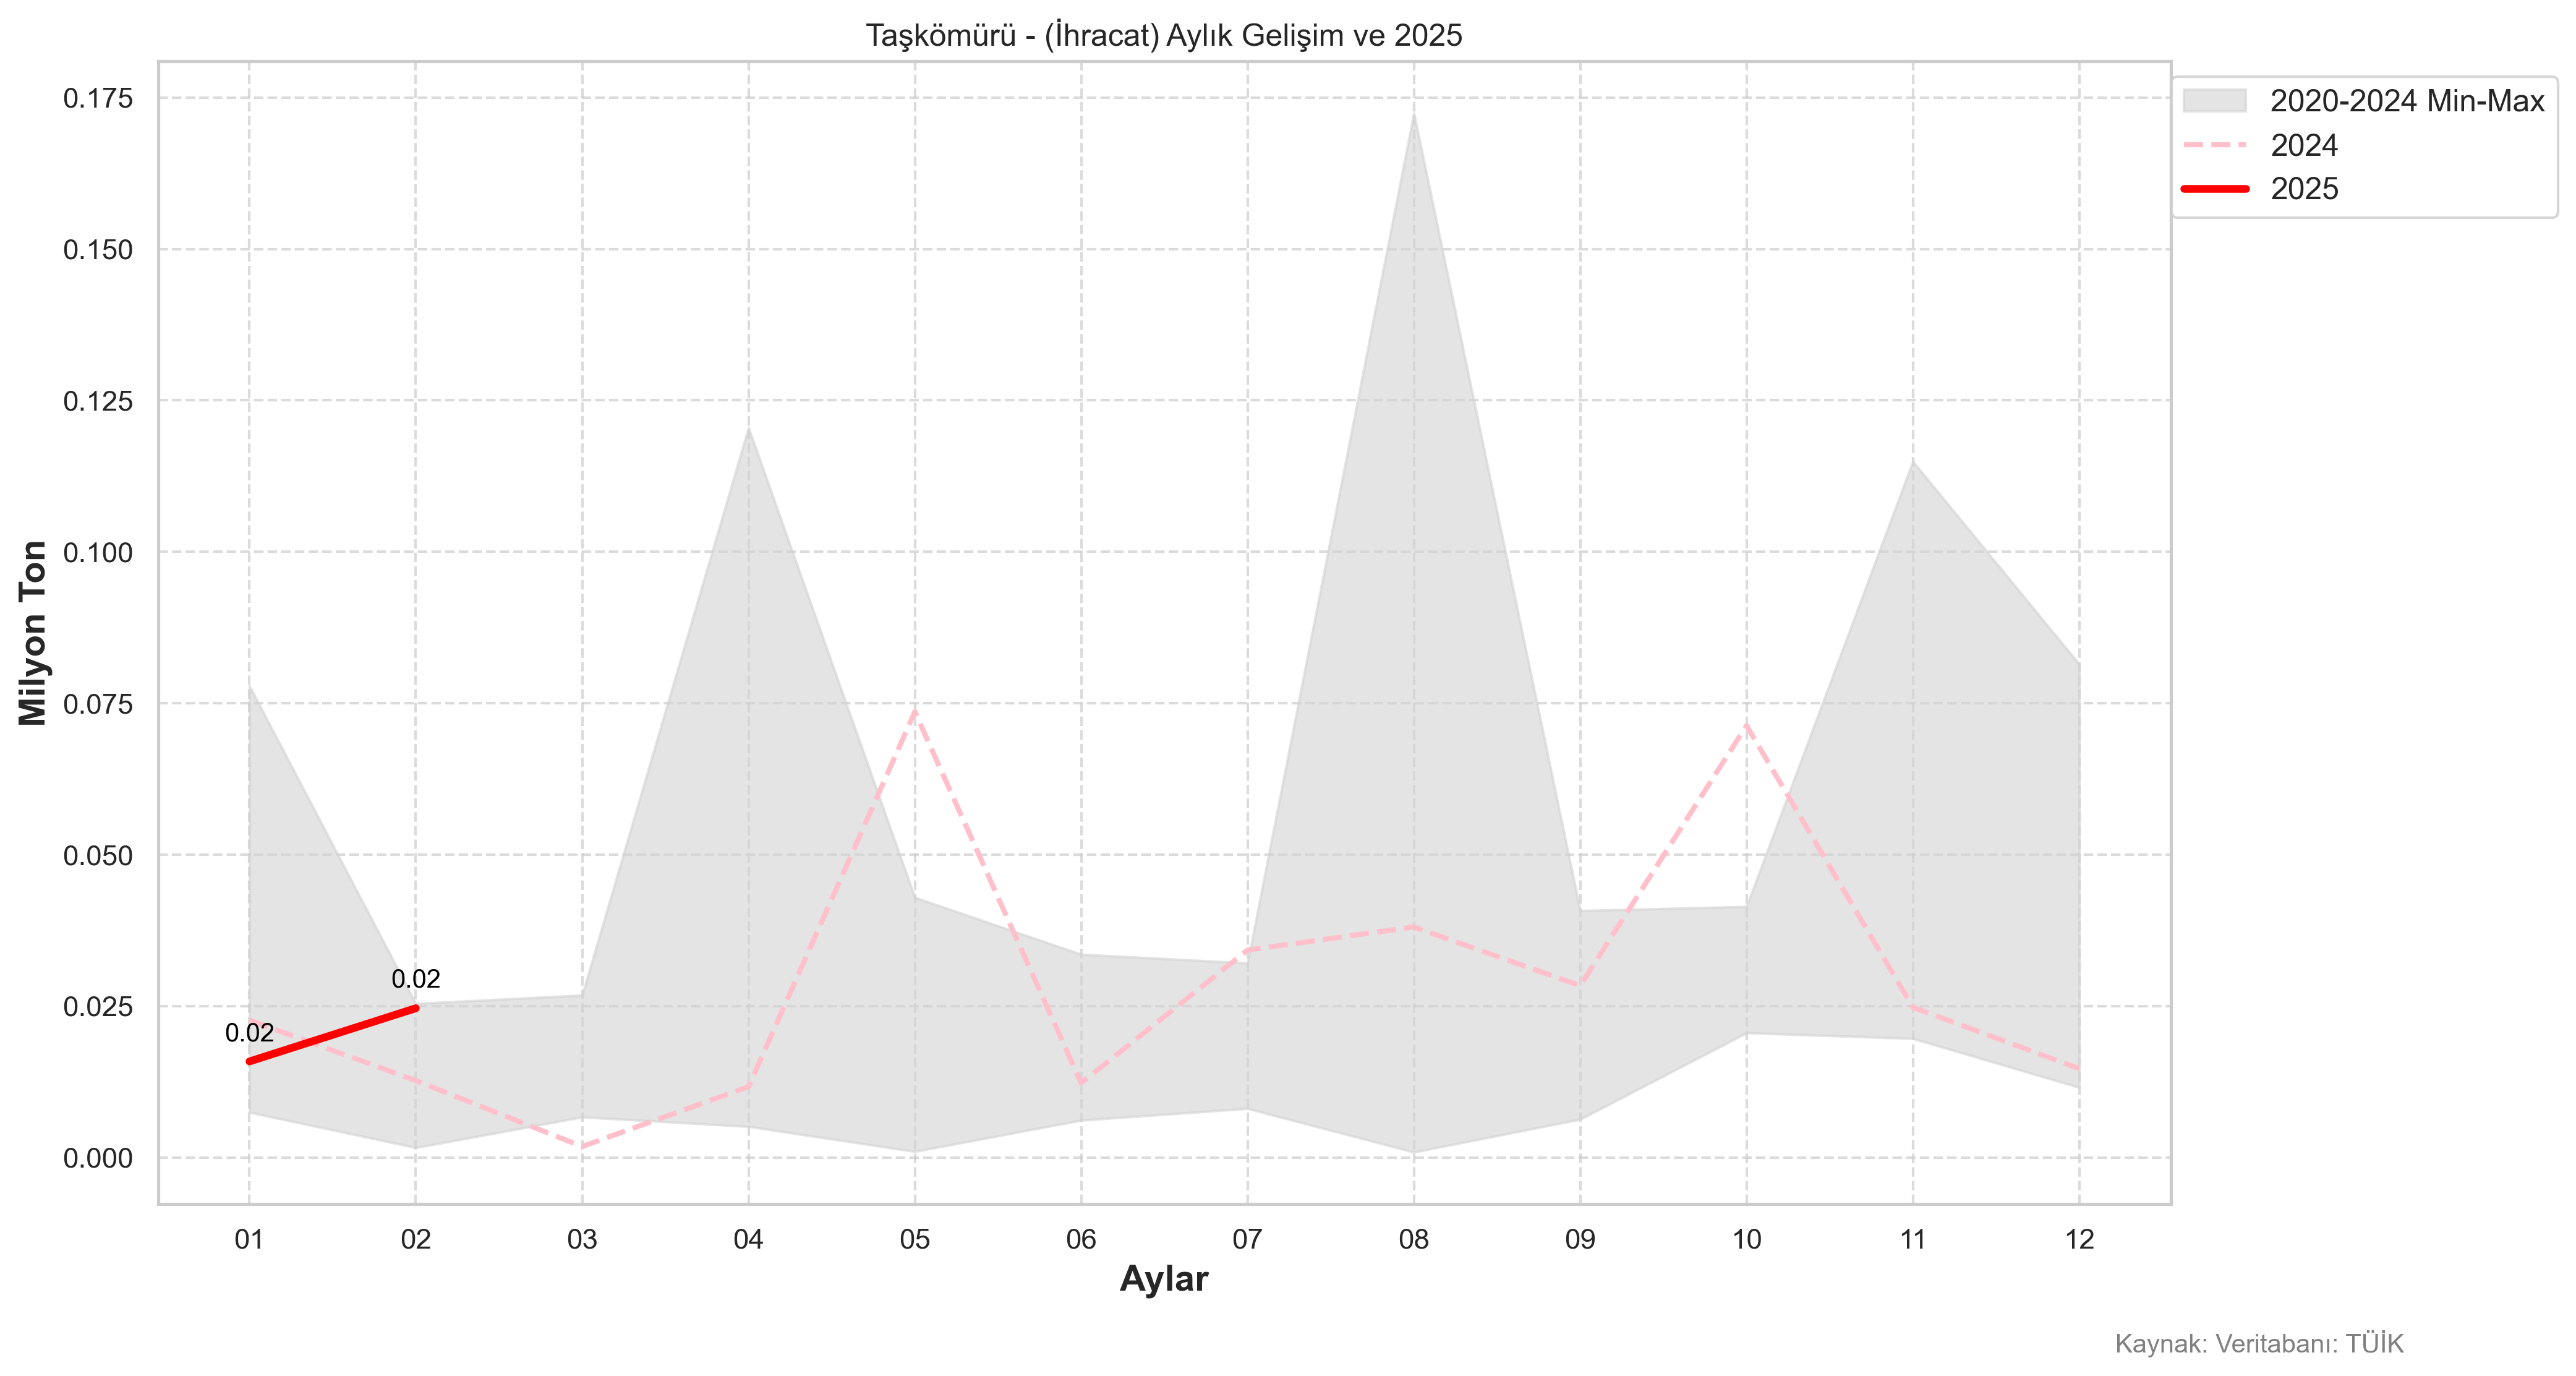 Taşkömürü - (İhracat) Aylık Gelişim ve 2025
2020-2024 Min-Max
2024
2025
Milyon Ton
0.175
0.150
0.125
0.100
0.075
0.050
0.025
0.000
0.02
0.02
01 02 03 04 05 06 07 08 09 10 11 12
Aylar
Kaynak: Veritabanı: TÜİK